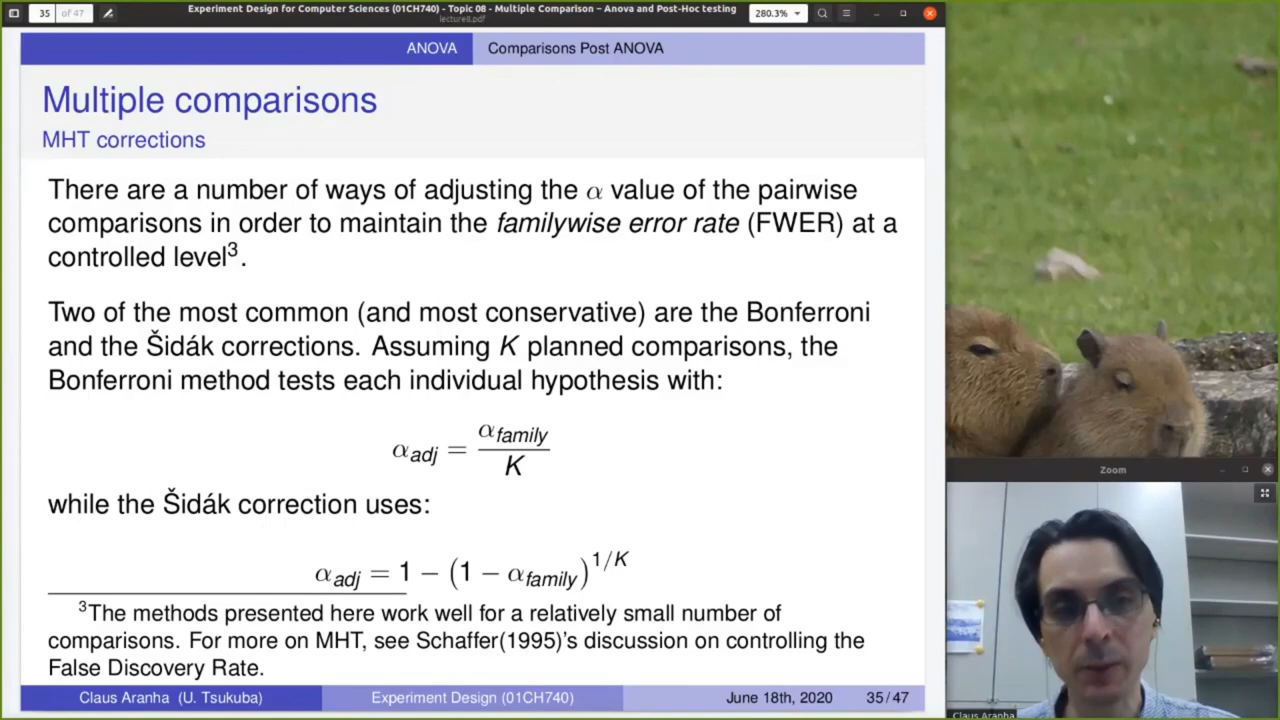 35 of 47
Experiment Design for Computer Sciences (01CH740) - Topic 08 - Multiple Comparison – Anova and Post-Hoc testing
lecture8.pdf
280.3%
ANOVA Comparisons Post ANOVA
Multiple comparisons
MHT corrections
There are a number of ways of adjusting the α value of the pairwise
comparisons in order to maintain the familywise error rate (FWER) at a
controlled level³.
Two of the most common (and most conservative) are the Bonferroni
and the Šidák corrections. Assuming K planned comparisons, the
Bonferroni method tests each individual hypothesis with:
α_adj = α_family / K
while the Šidák correction uses:
α_adj = 1 − (1 − α_family)^1/K
³The methods presented here work well for a relatively small number of
comparisons. For more on MHT, see Schaffer(1995)'s discussion on controlling the
False Discovery Rate.
Claus Aranha (U. Tsukuba) Experiment Design (01CH740) June 18th, 2020 35 / 47
Zoom
Claus Aranha